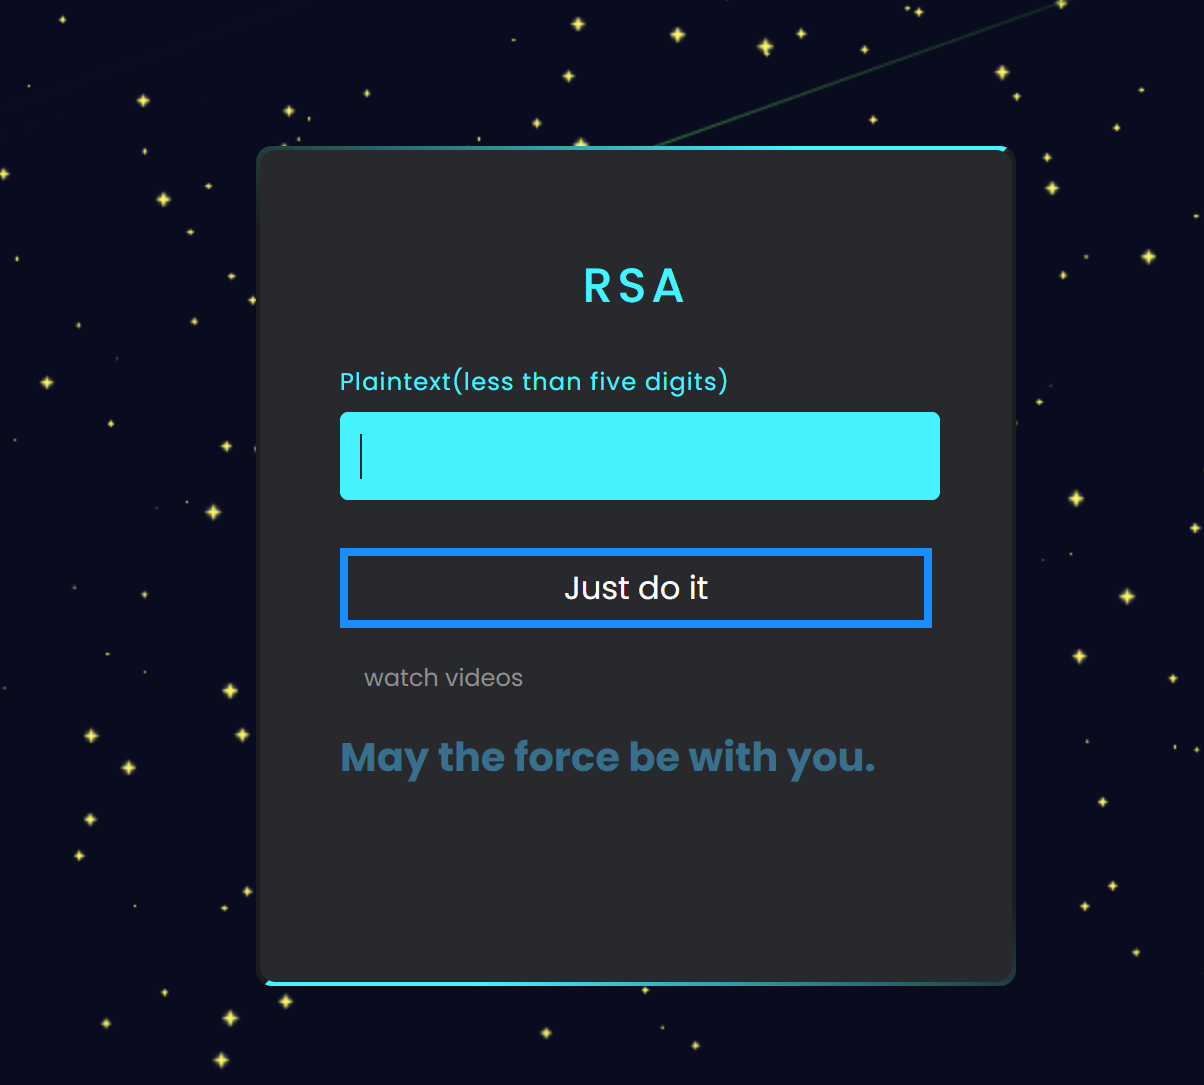 RSA
Plaintext(less than five digits)
Just do it
watch videos
May the force be with you.